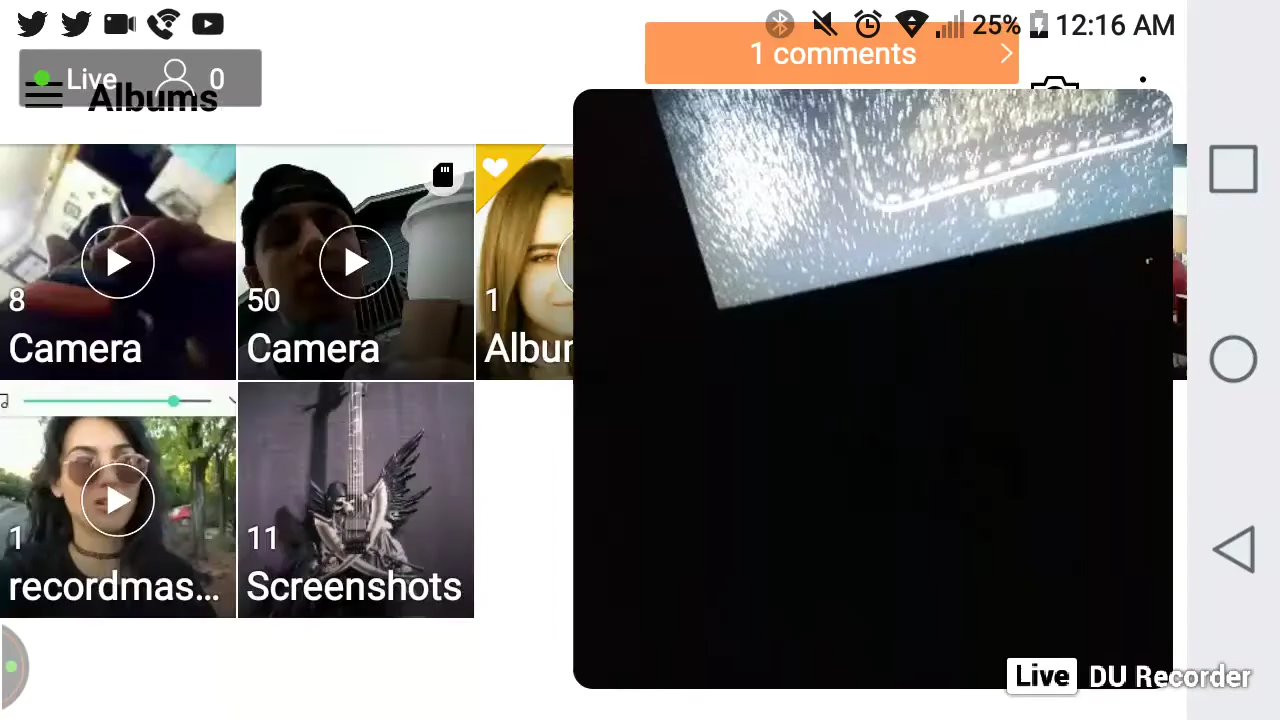 25% 12:16 AM
Live 0
1 comments
Albums
8
Camera
50
Camera
1
Albu
1
recordmas...
11
Screenshots
Live DU Recorder